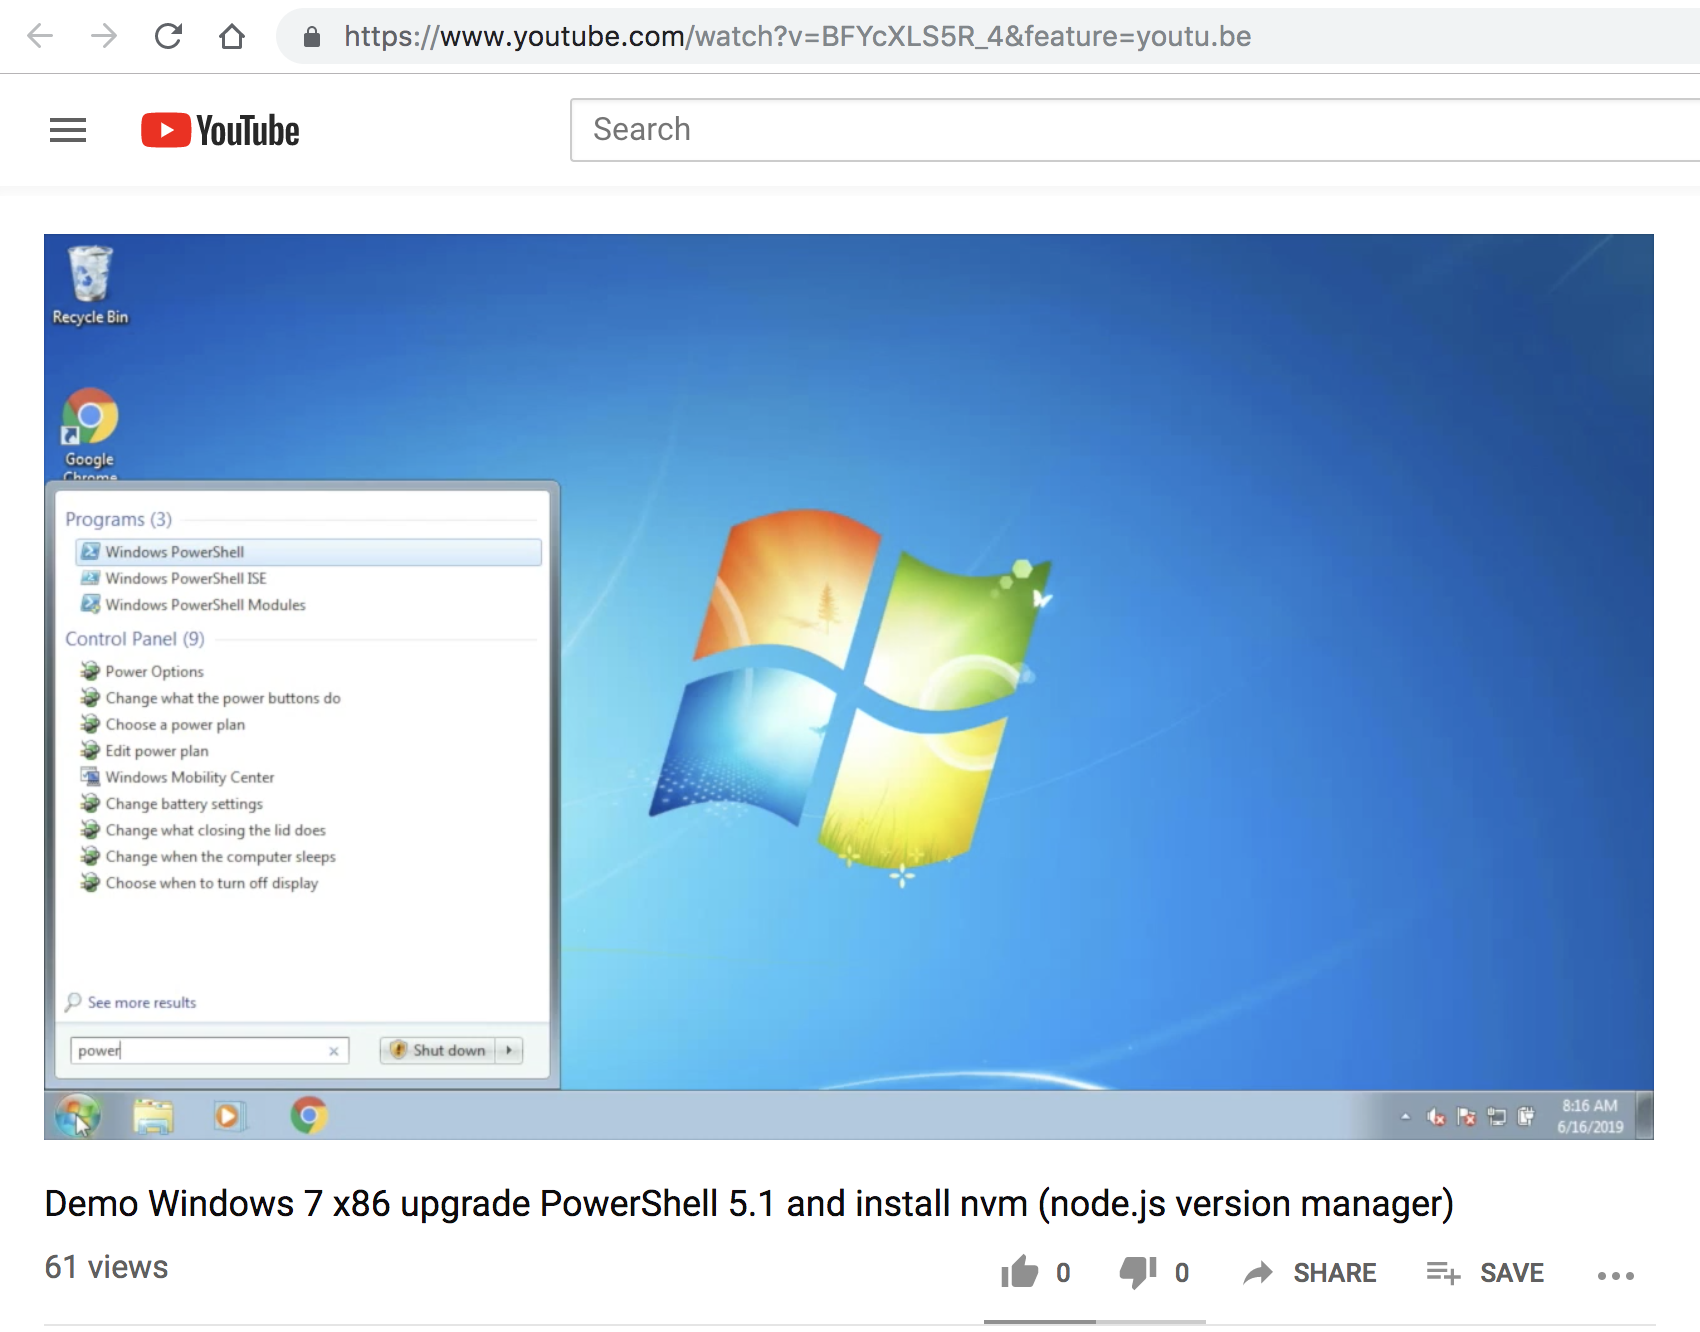 https://www.youtube.com/watch?v=BFYcXLS5R_4&feature=youtu.be
YouTube
Search
Recycle Bin
Google
Chrome
Programs (3)
Windows PowerShell
Windows PowerShell ISE
Windows PowerShell Modules
Control Panel (9)
Power Options
Change what the power buttons do
Choose a power plan
Edit power plan
Windows Mobility Center
Change battery settings
Change what closing the lid does
Change when the computer sleeps
Choose when to turn off display
See more results
power
Shut down
8:16 AM
6/16/2019
Demo Windows 7 x86 upgrade PowerShell 5.1 and install nvm (node.js version manager)
61 views
0
0
SHARE
SAVE